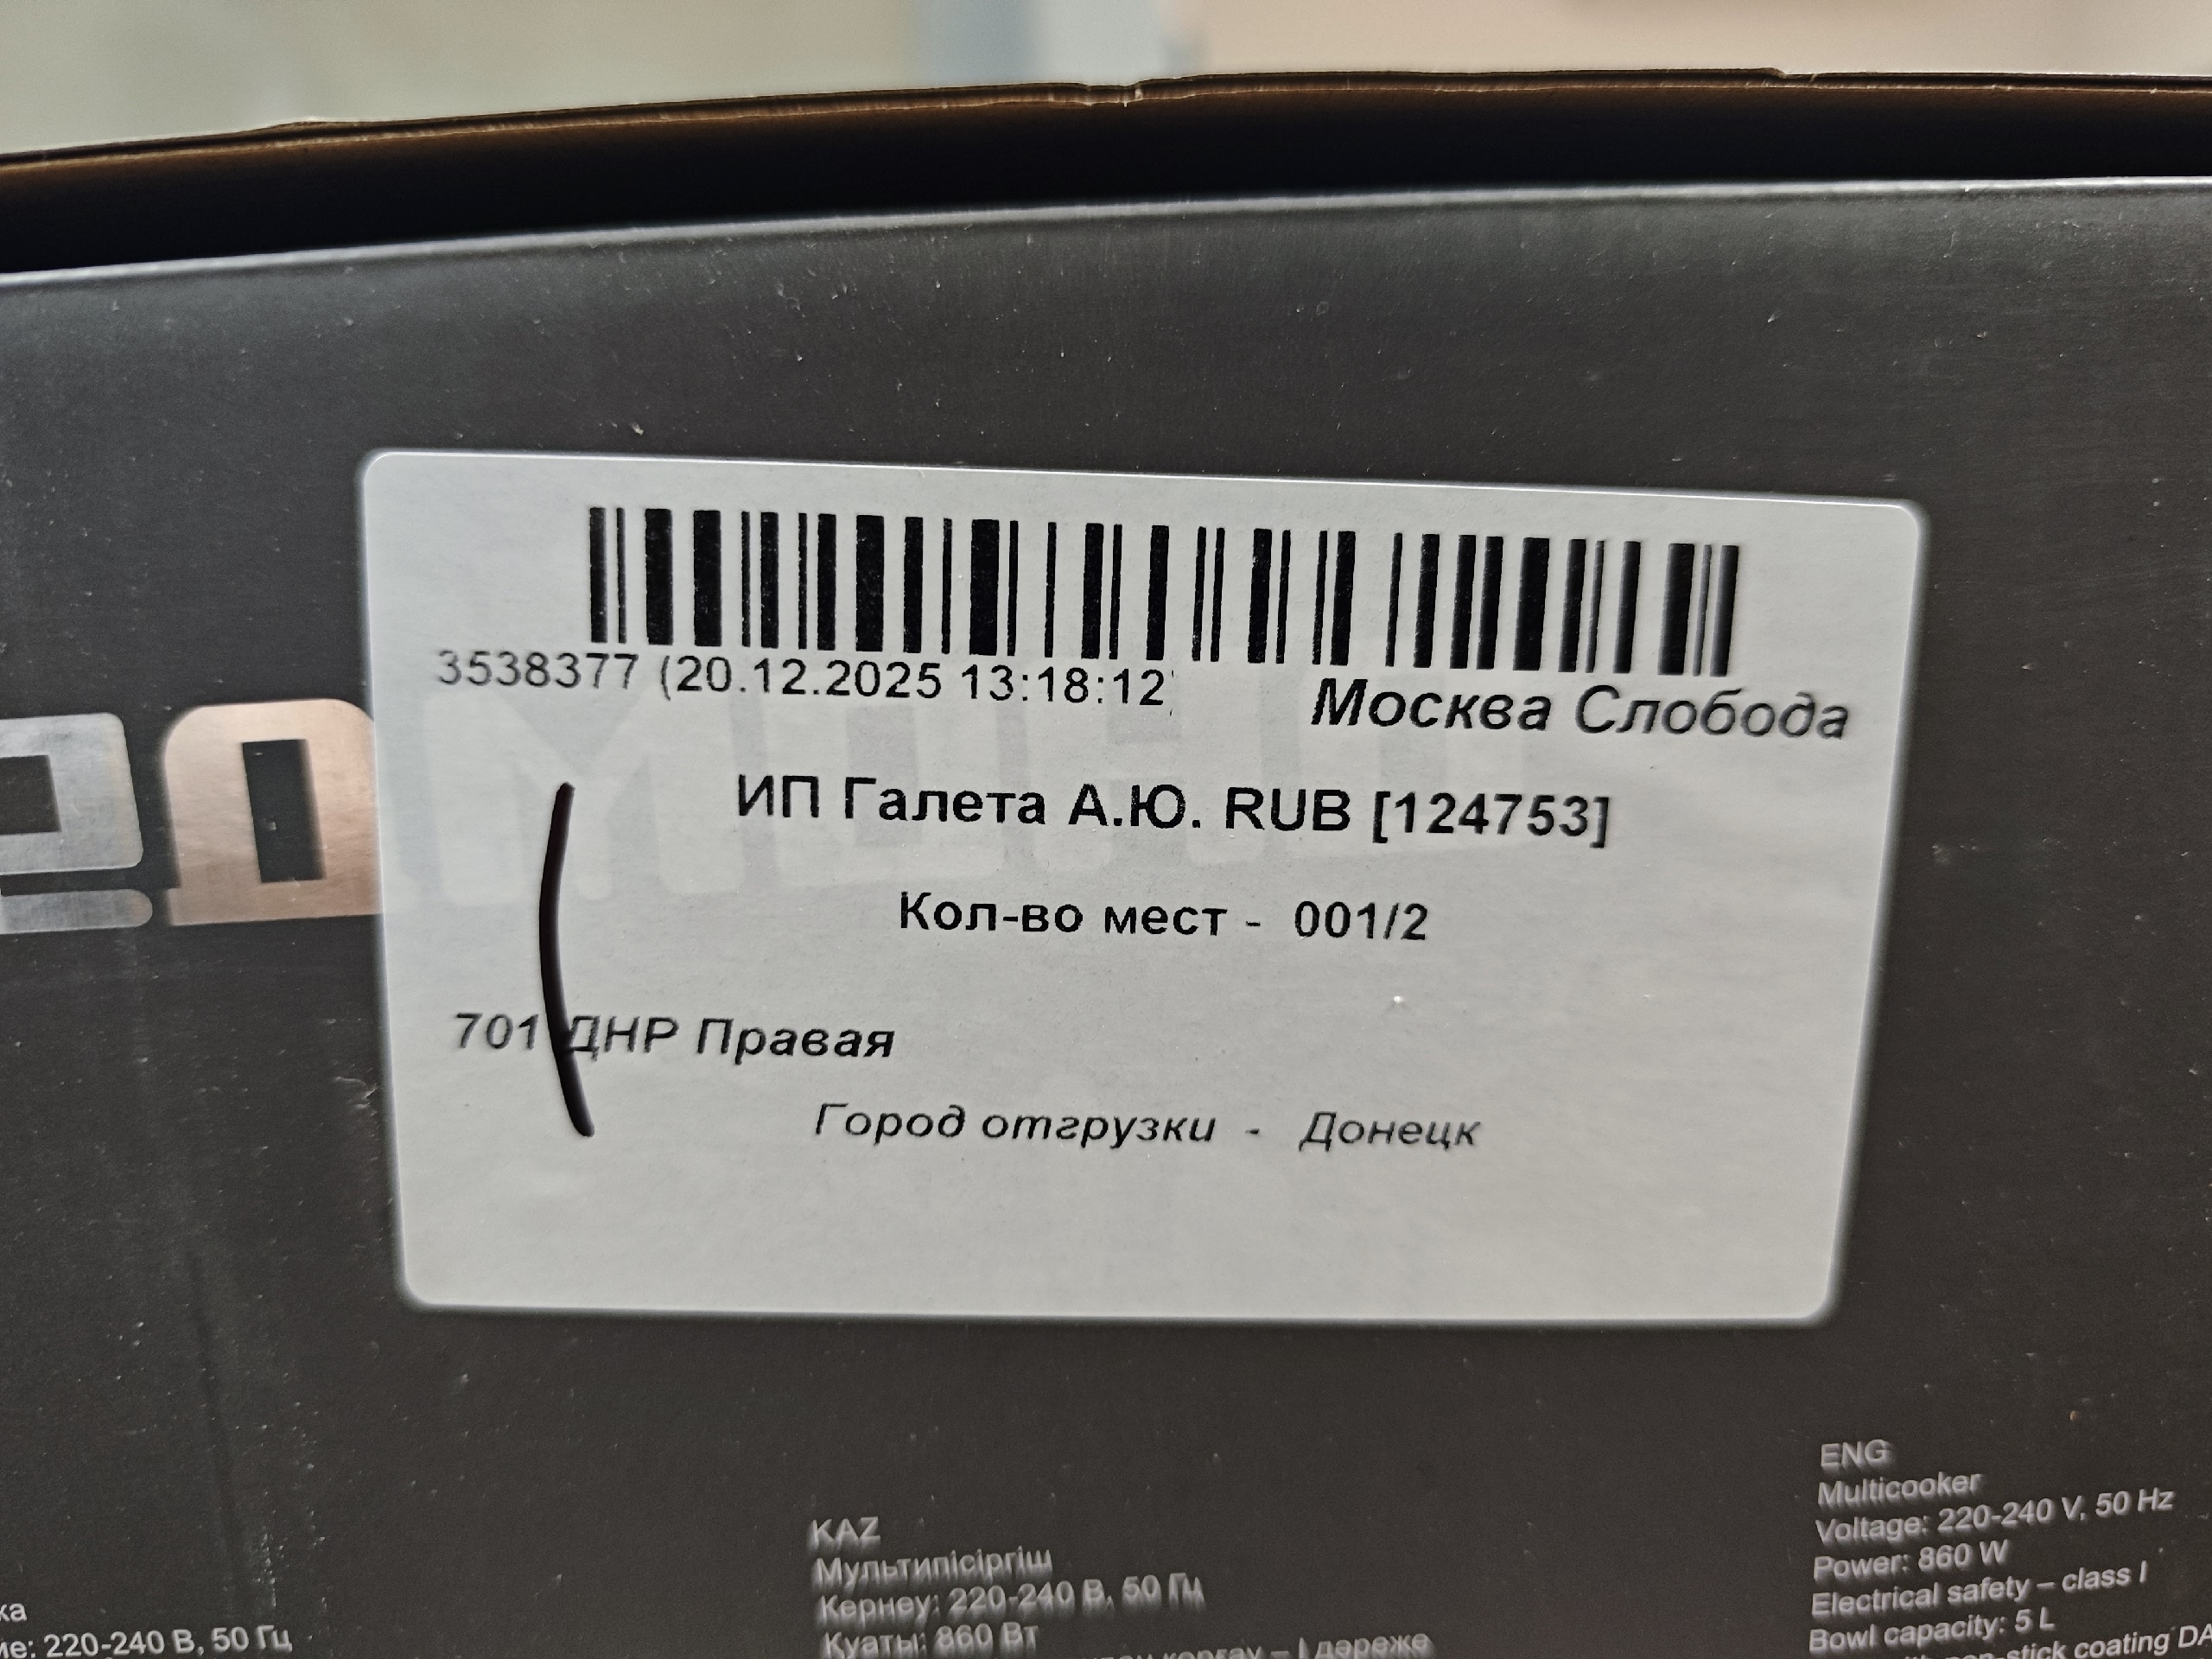 3538377 (20.12.2025 13:18:12)
Москва Слобода
ИП Галета А.Ю. RUB [124753]
Кол-во мест - 001/2
701 ДНР Правая
Город отгрузки - Донецк
220-240 В, 50 Гц
KAZ
Мультипісіргіш
Кернеу: 220-240 В, 50 Гц
Қуаты: 860 Вт
– I дәреже
ENG
Multicooker
Voltage: 220-240 V, 50 Hz
Power: 860 W
Electrical safety – class I
Bowl capacity: 5 L
coating